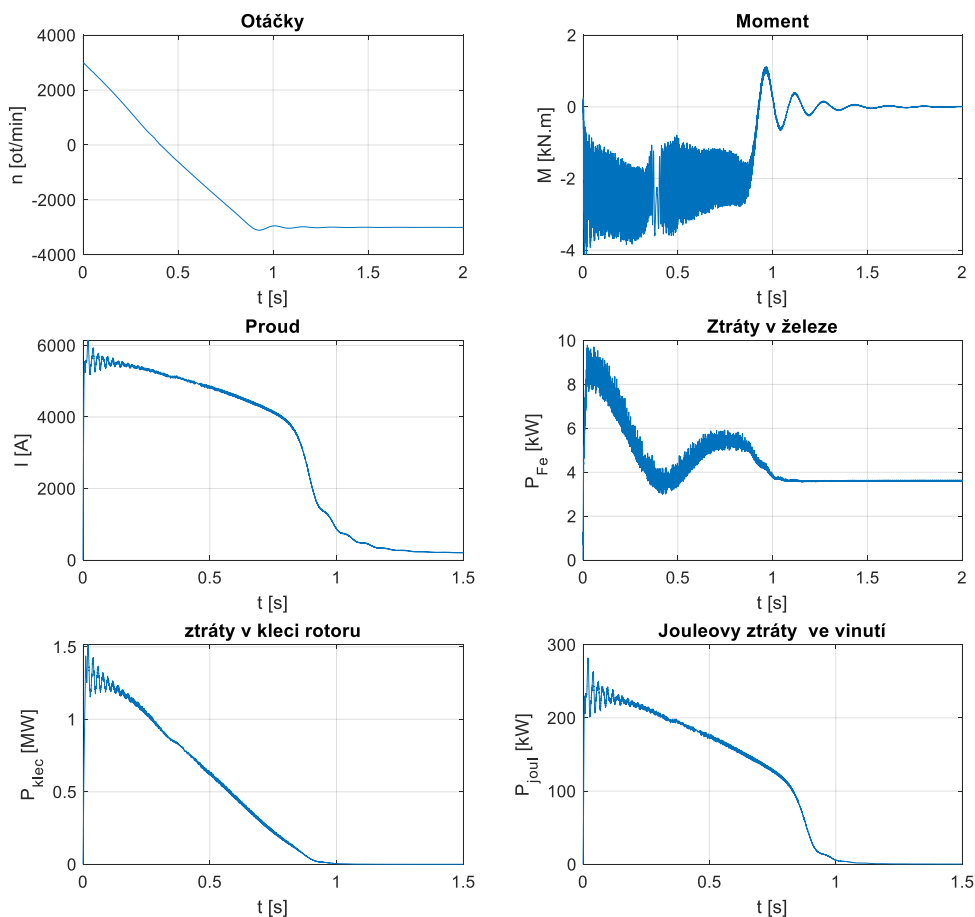 Otáčky
4000
2000
0
-2000
-4000
n [ot/min]
0 0.5 1 1.5 2
t [s]
Moment
2
0
-2
-4
M [kN.m]
0 0.5 1 1.5 2
t [s]
Proud
6000
4000
2000
0
I [A]
0 0.5 1 1.5
t [s]
Ztráty v železe
10
8
6
4
2
0
P_Fe [kW]
0 0.5 1 1.5 2
t [s]
ztráty v kleci rotoru
1.5
1
0.5
0
P_klec [MW]
0 0.5 1 1.5
t [s]
Jouleovy ztráty ve vinutí
300
200
100
0
P_joul [kW]
0 0.5 1 1.5
t [s]